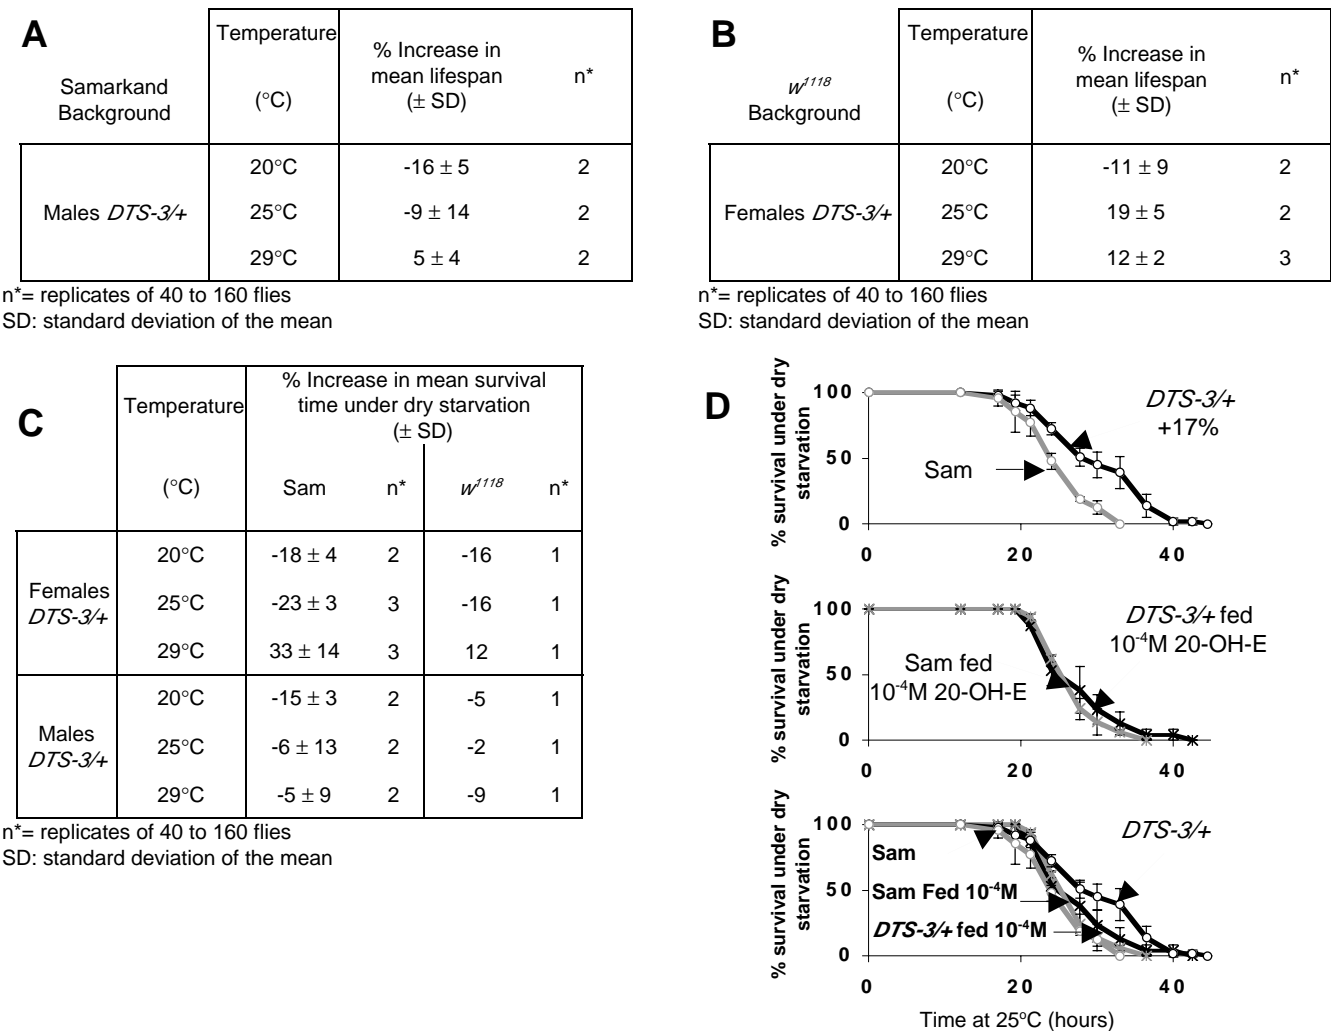 A
Samarkand
Background
Temperature
(°C)
% Increase in
mean lifespan
(± SD)
n*
Males DTS-3/+
20°C -16 ± 5 2
25°C -9 ± 14 2
29°C 5 ± 4 2
n*= replicates of 40 to 160 flies
SD: standard deviation of the mean
B
w1118
Background
Temperature
(°C)
% Increase in
mean lifespan
(± SD)
n*
Females DTS-3/+
20°C -11 ± 9 2
25°C 19 ± 5 2
29°C 12 ± 2 3
n*= replicates of 40 to 160 flies
SD: standard deviation of the mean
C
Temperature
(°C)
% Increase in mean survival
time under dry starvation
(± SD)
Sam n* w1118 n*
Females
DTS-3/+
20°C -18 ± 4 2 -16 1
25°C -23 ± 3 3 -16 1
29°C 33 ± 14 3 12 1
Males
DTS-3/+
20°C -15 ± 3 2 -5 1
25°C -6 ± 13 2 -2 1
29°C -5 ± 9 2 -9 1
n*= replicates of 40 to 160 flies
SD: standard deviation of the mean
D
% survival under dry
starvation
100
50
0
0 20 40
DTS-3/+
+17%
Sam
% survival under dry
starvation
100
50
0
0 20 40
DTS-3/+ fed
10-4M 20-OH-E
Sam fed
10-4M 20-OH-E
% survival under dry
starvation
100
50
0
0 20 40
DTS-3/+
Sam
Sam Fed 10-4M
DTS-3/+ fed 10-4M
Time at 25°C (hours)